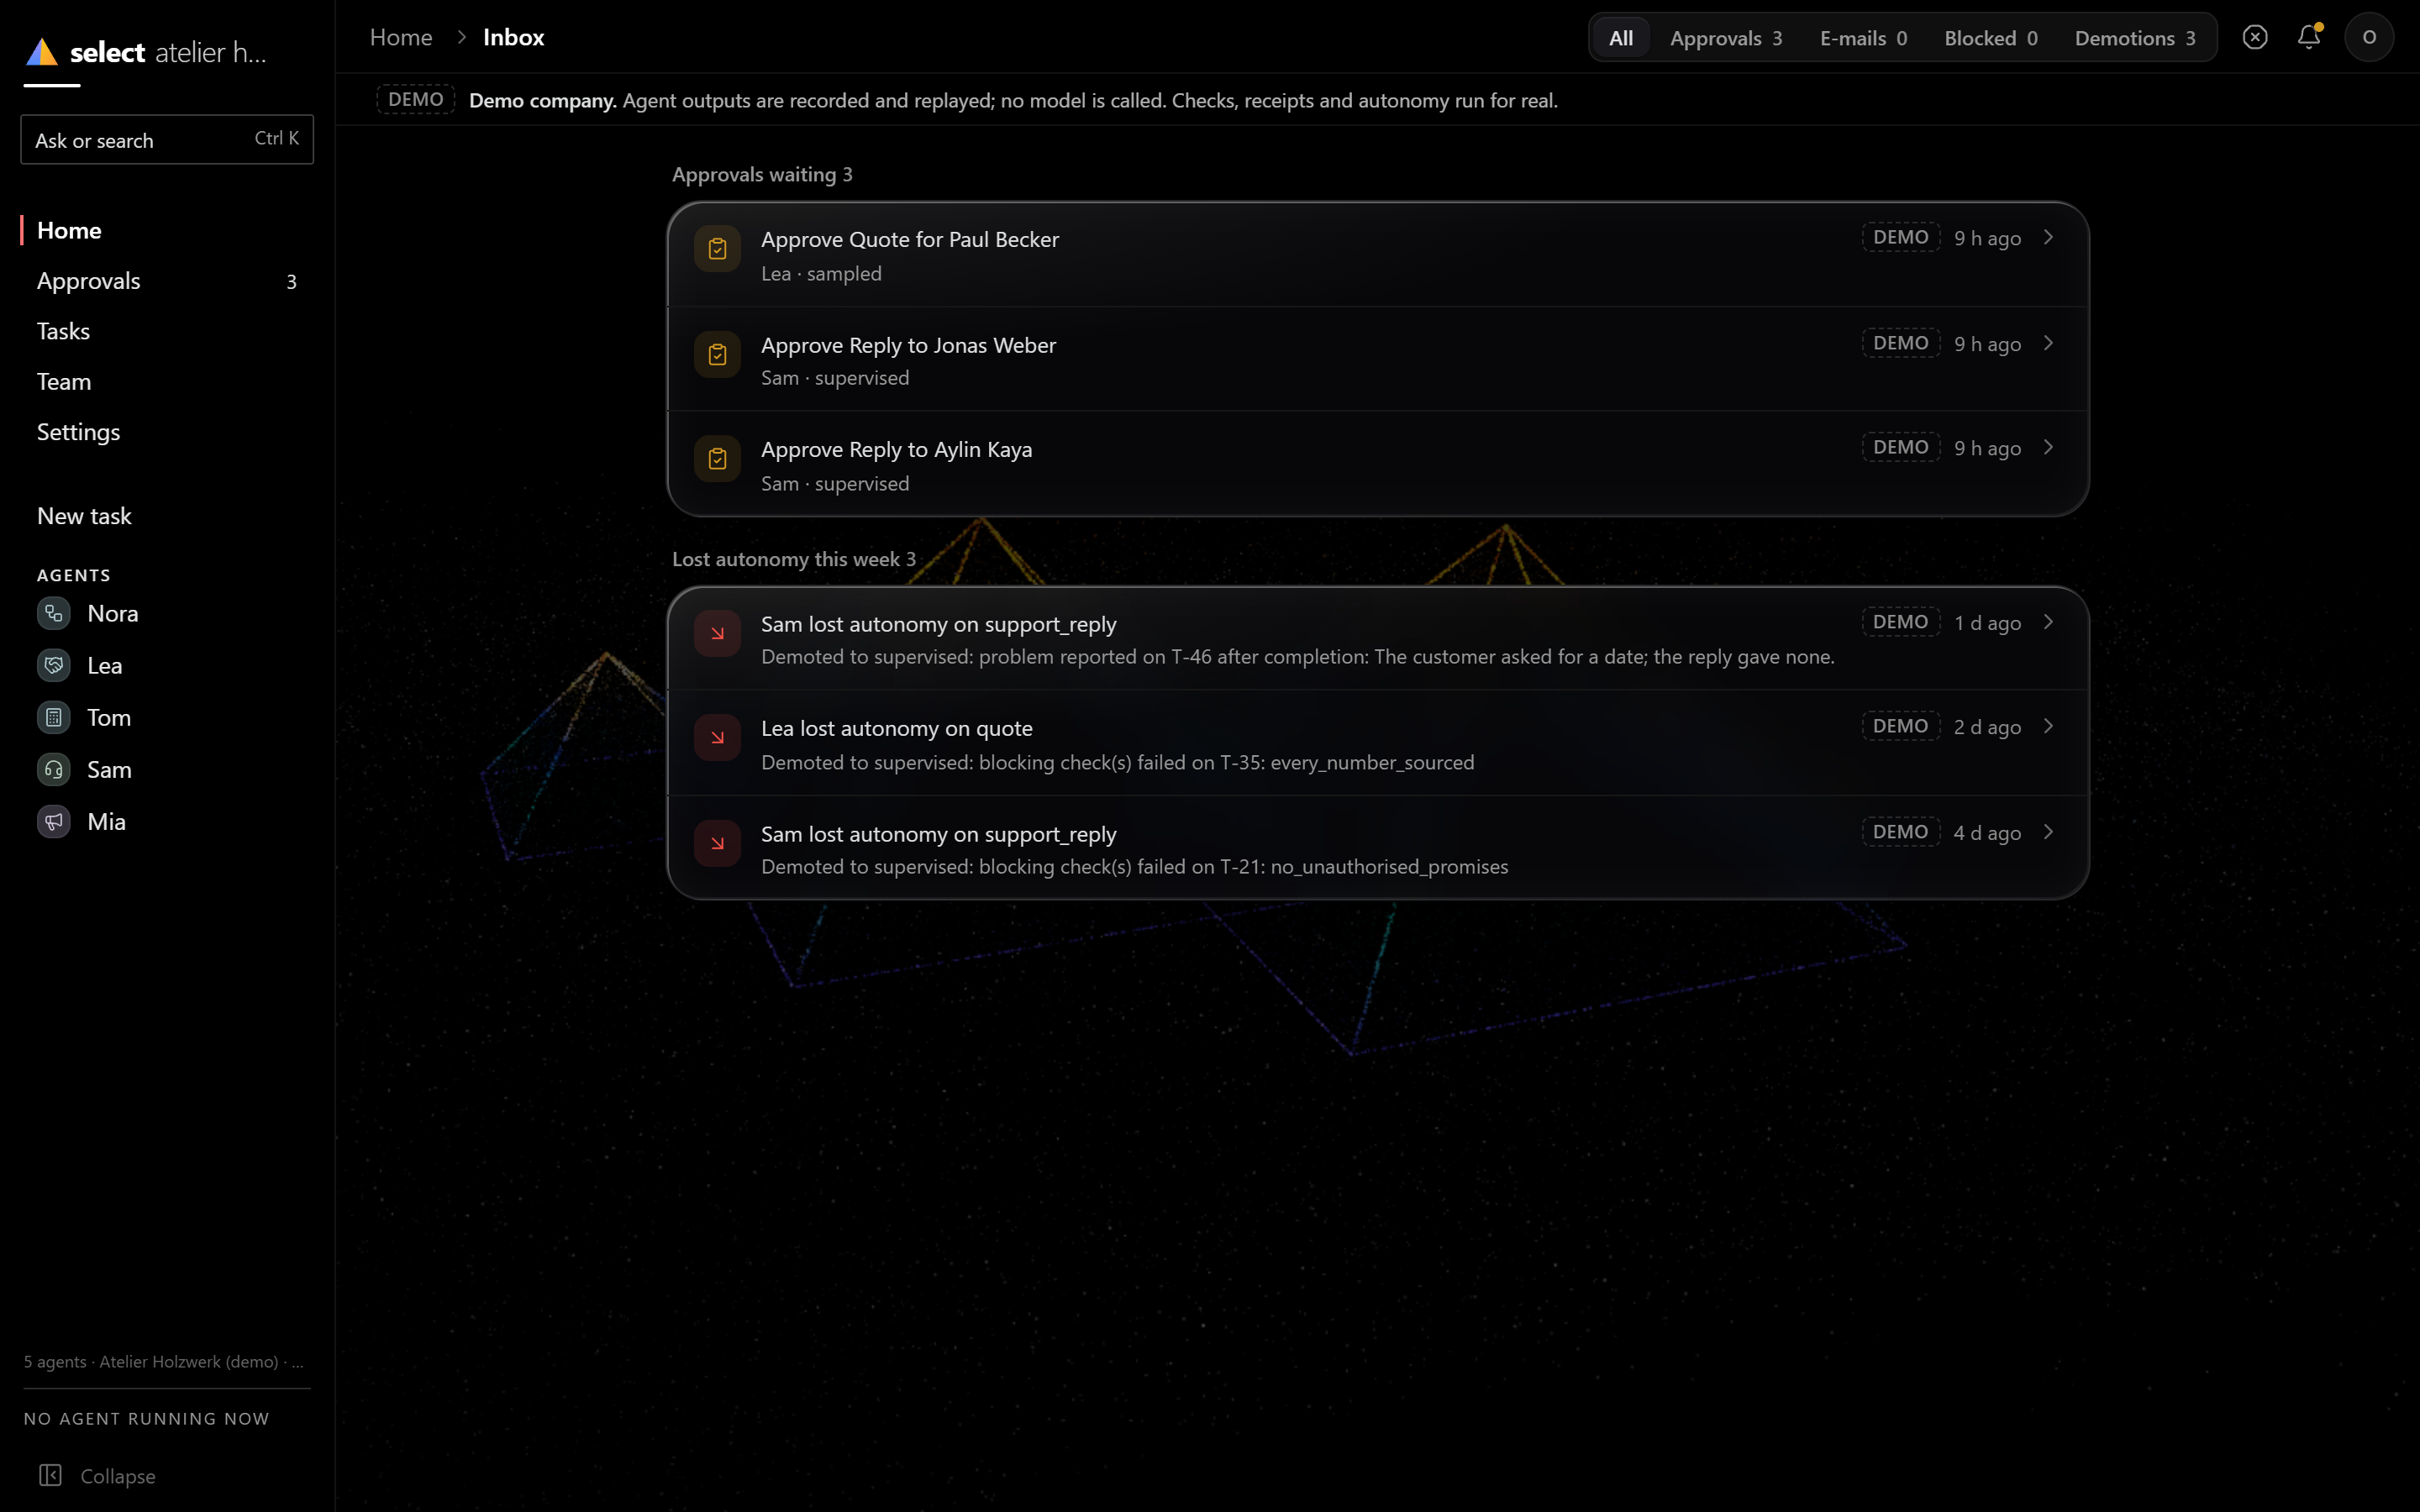 select atelier h...
Ask or search Ctrl K
Home
Approvals 3
Tasks
Team
Settings
New task
AGENTS
Nora
Lea
Tom
Sam
Mia
5 agents · Atelier Holzwerk (demo) · ...
NO AGENT RUNNING NOW
Collapse
Home > Inbox
All Approvals 3 E-mails 0 Blocked 0 Demotions 3
O
DEMO Demo company. Agent outputs are recorded and replayed; no model is called. Checks, receipts and autonomy run for real.
Approvals waiting 3
Approve Quote for Paul Becker DEMO 9 h ago
Lea · sampled
Approve Reply to Jonas Weber DEMO 9 h ago
Sam · supervised
Approve Reply to Aylin Kaya DEMO 9 h ago
Sam · supervised
Lost autonomy this week 3
Sam lost autonomy on support_reply DEMO 1 d ago
Demoted to supervised: problem reported on T-46 after completion: The customer asked for a date; the reply gave none.
Lea lost autonomy on quote DEMO 2 d ago
Demoted to supervised: blocking check(s) failed on T-35: every_number_sourced
Sam lost autonomy on support_reply DEMO 4 d ago
Demoted to supervised: blocking check(s) failed on T-21: no_unauthorised_promises